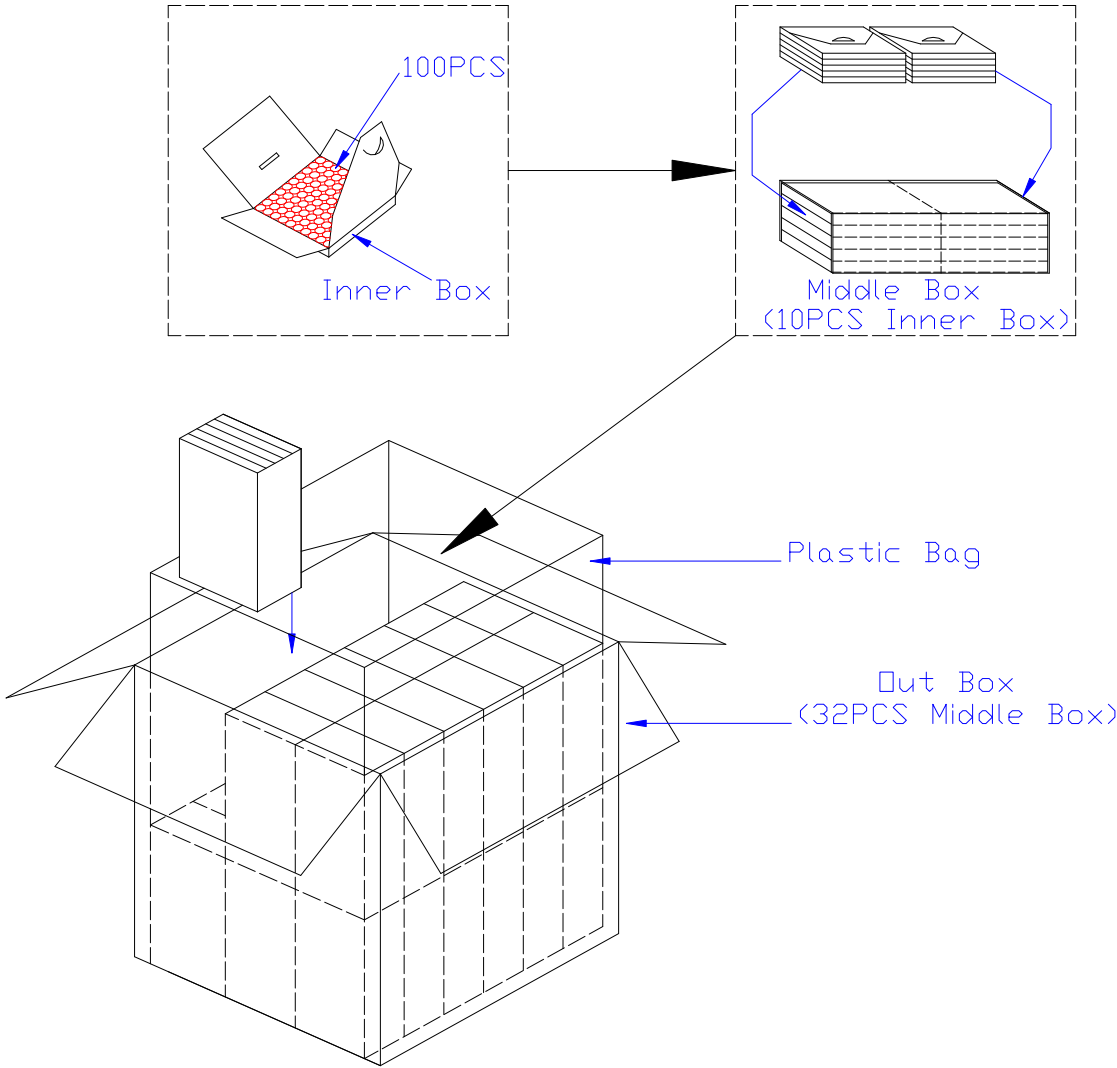 100PCS
Inner Box
Middle Box
(10PCS Inner Box)
Plastic Bag
Out Box
(32PCS Middle Box)